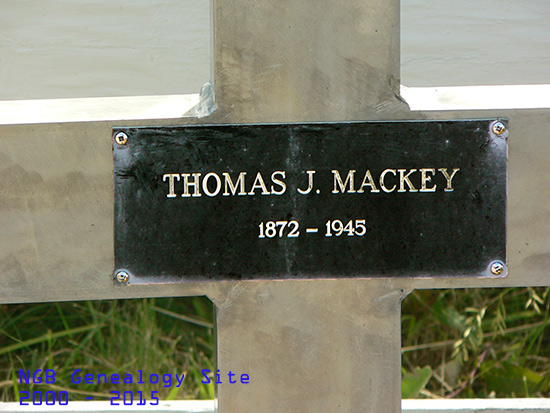 THOMAS J. MACKEY
1872 – 1945
NGB Genealogy Site
2000 - 2015